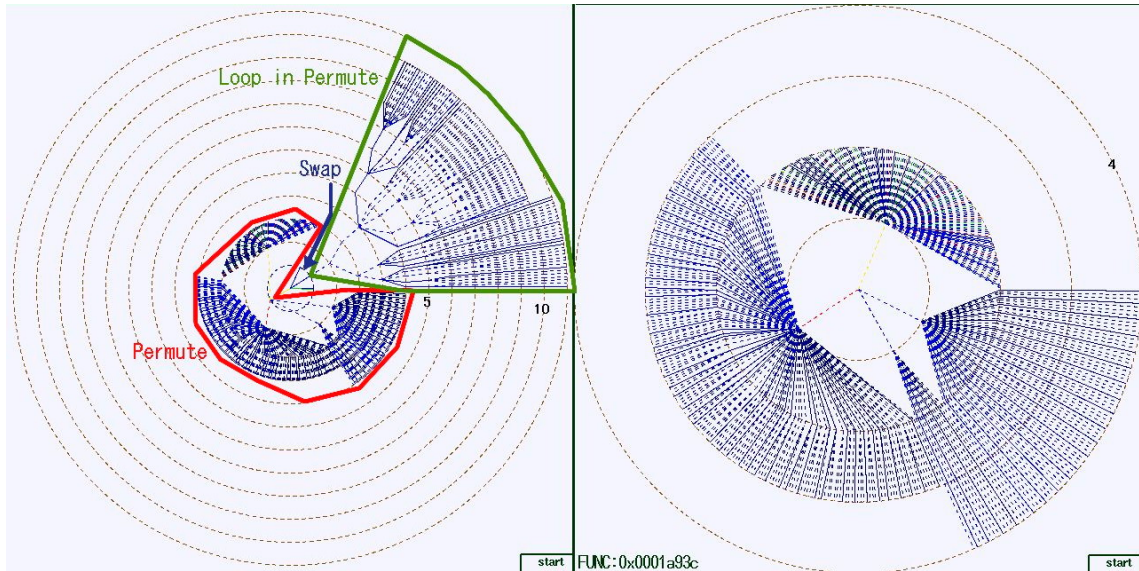 Loop in Permute
Swap
4
5
10
Permute
start
FUNC:0x0001a93c
start